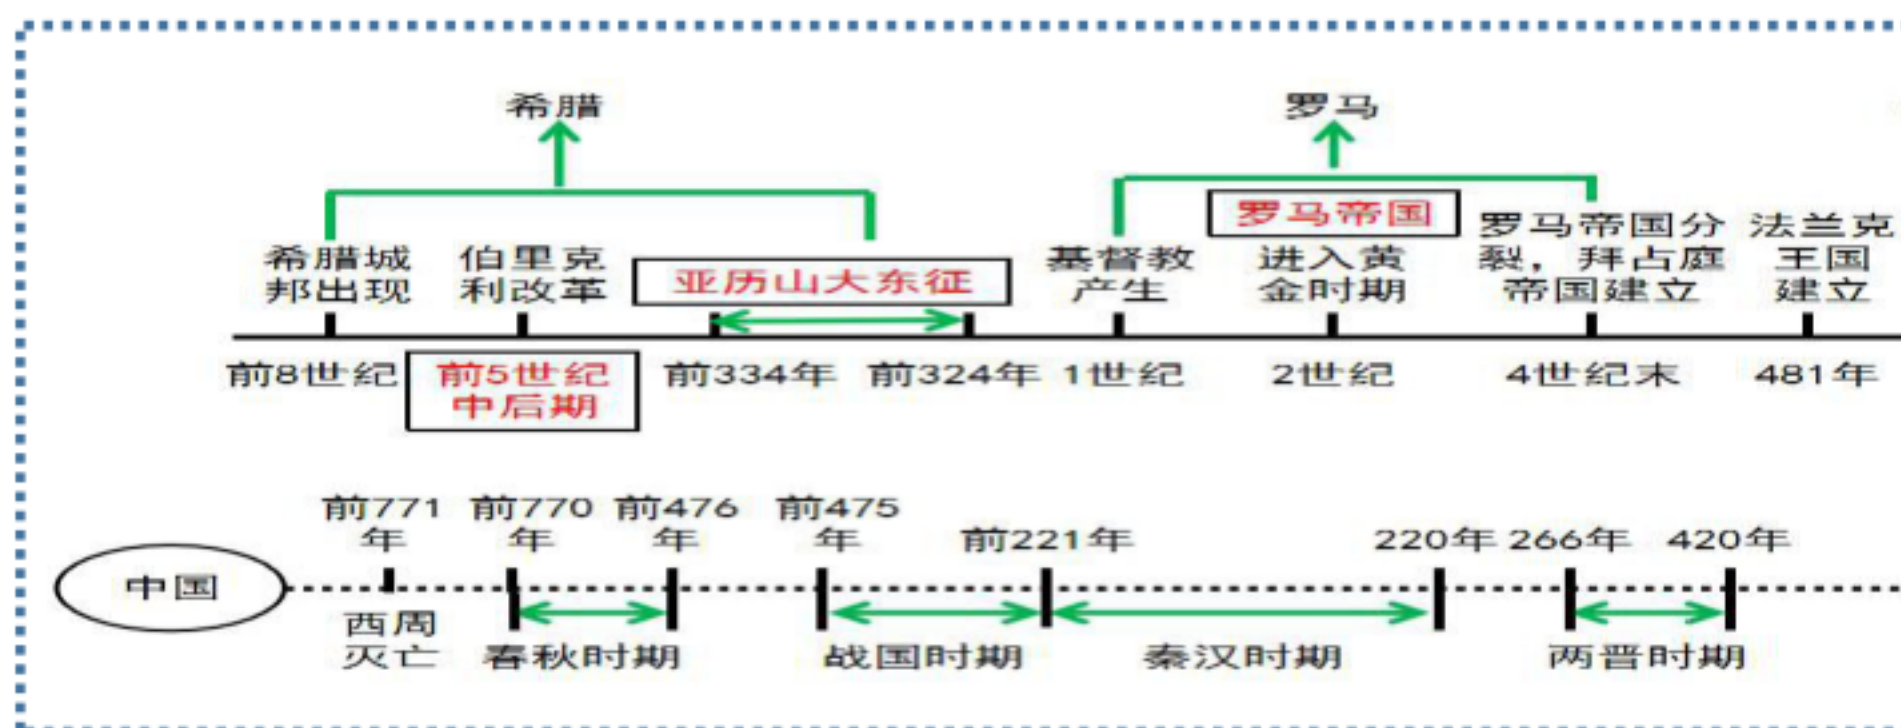 希腊
罗马
希腊城
邦出现
伯里克
利改革
亚历山大东征
基督教
产生
罗马帝国
进入黄
金时期
罗马帝国分
裂，拜占庭
帝国建立
法兰克
王国
建立
前8世纪
前5世纪
中后期
前334年
前324年
1世纪
2世纪
4世纪末
481年
前771
年
前770
年
前476
年
前475
年
前221年
220年
266年
420年
中国
西周
灭亡
春秋时期
战国时期
秦汉时期
两晋时期